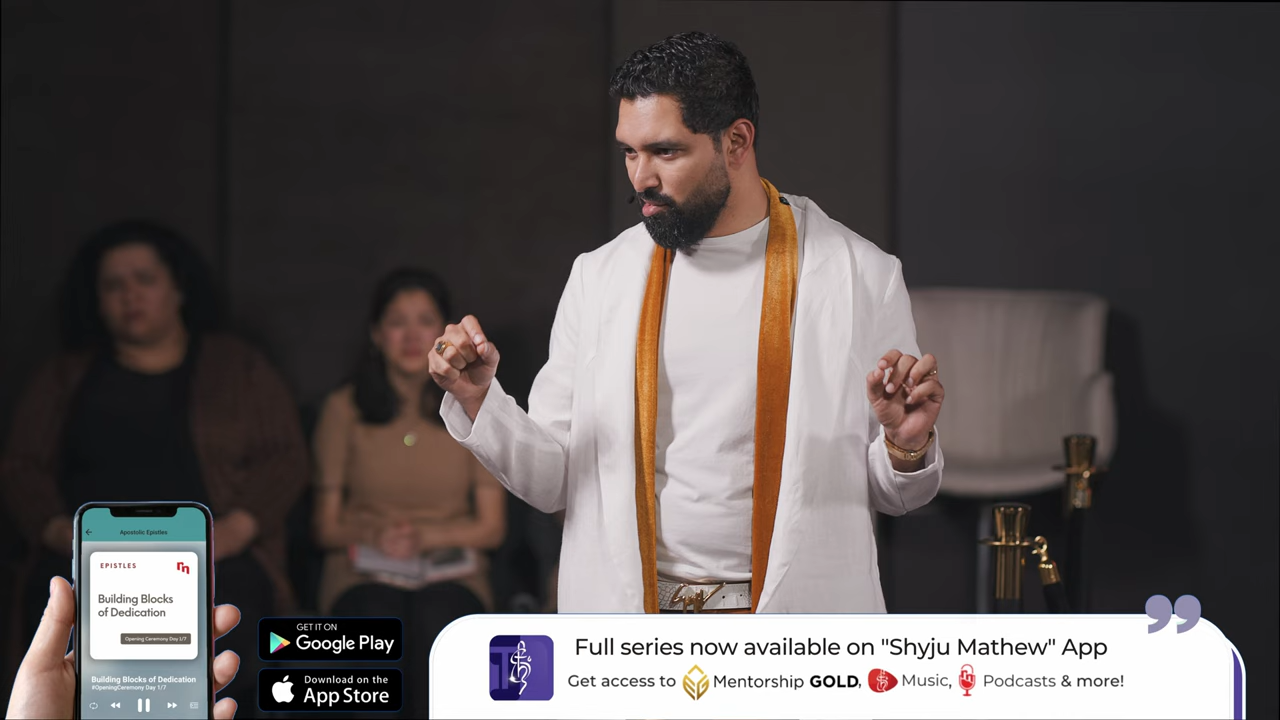 Apostolic Epistles
EPISTLES
Building Blocks
of Dedication
Opening Ceremony Day 1/7
Building Blocks of Dedication
#OpeningCeremony Day 1/7
GET IT ON
Google Play
Download on the
App Store
Full series now available on "Shyju Mathew" App
Get access to Mentorship GOLD, Music, Podcasts & more!